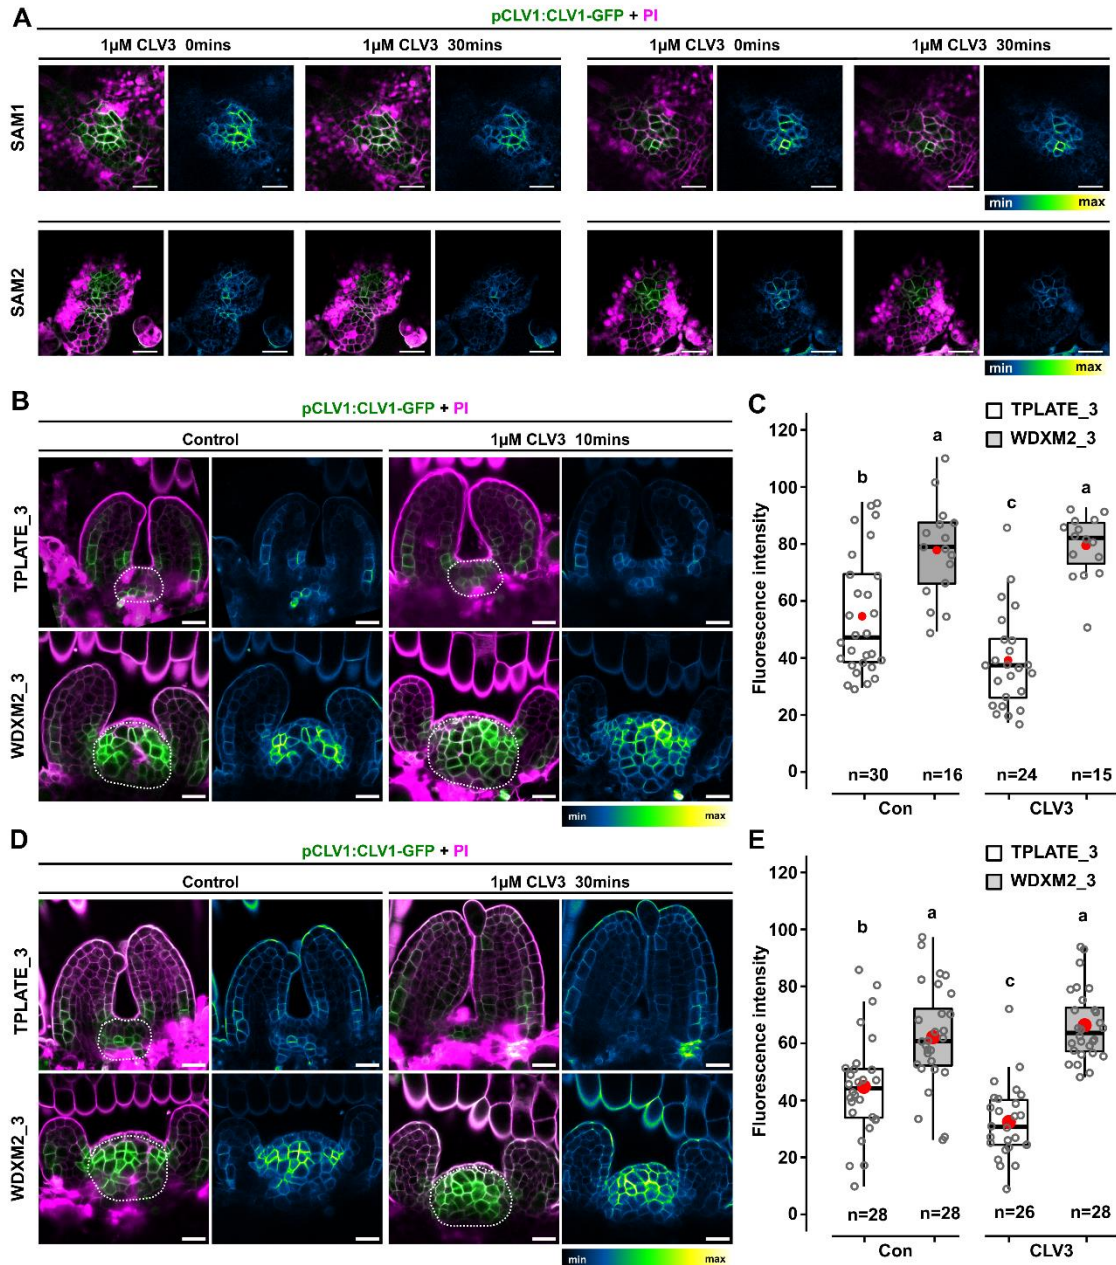 A
pCLV1:CLV1-GFP + PI
1µM CLV3 0mins
1µM CLV3 30mins
1µM CLV3 0mins
1µM CLV3 30mins
SAM1
min max
SAM2
min max
B
pCLV1:CLV1-GFP + PI
Control
1µM CLV3 10mins
TPLATE_3
WDXM2_3
min max
C
TPLATE_3
WDXM2_3
Fluorescence intensity
120
100
80
60
40
20
0
b
a
c
a
n=30
n=16
n=24
n=15
Con
CLV3
D
pCLV1:CLV1-GFP + PI
Control
1µM CLV3 30mins
TPLATE_3
WDXM2_3
min max
E
TPLATE_3
WDXM2_3
Fluorescence intensity
120
100
80
60
40
20
0
b
a
c
a
n=28
n=28
n=26
n=28
Con
CLV3